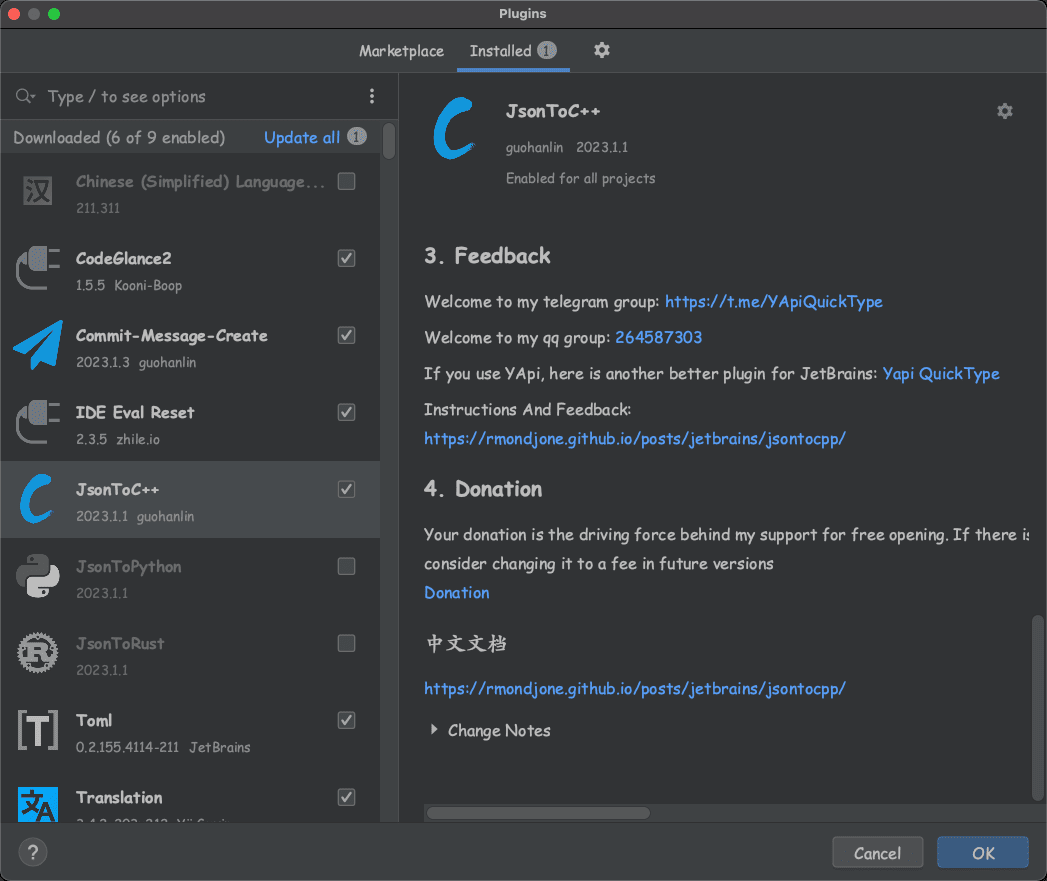 Plugins
Marketplace
Installed 1
Type / to see options
Downloaded (6 of 9 enabled)
Update all 1
汉
Chinese (Simplified) Language...
211.311
CodeGlance2
1.5.5 Kooni-Boop
Commit-Message-Create
2023.1.3 guohanlin
IDE Eval Reset
2.3.5 zhile.io
JsonToC++
2023.1.1 guohanlin
JsonToPython
2023.1.1
JsonToRust
2023.1.1
[T]
Toml
0.2.155.4114-211 JetBrains
文A
Translation
JsonToC++
guohanlin 2023.1.1
Enabled for all projects
3. Feedback
Welcome to my telegram group: https://t.me/YApiQuickType
Welcome to my qq group: 264587303
If you use YApi, here is another better plugin for JetBrains: Yapi QuickType
Instructions And Feedback:
https://rmondjone.github.io/posts/jetbrains/jsontocpp/
4. Donation
Your donation is the driving force behind my support for free opening. If there is
consider changing it to a fee in future versions
Donation
中文文档
https://rmondjone.github.io/posts/jetbrains/jsontocpp/
Change Notes
?
Cancel
OK